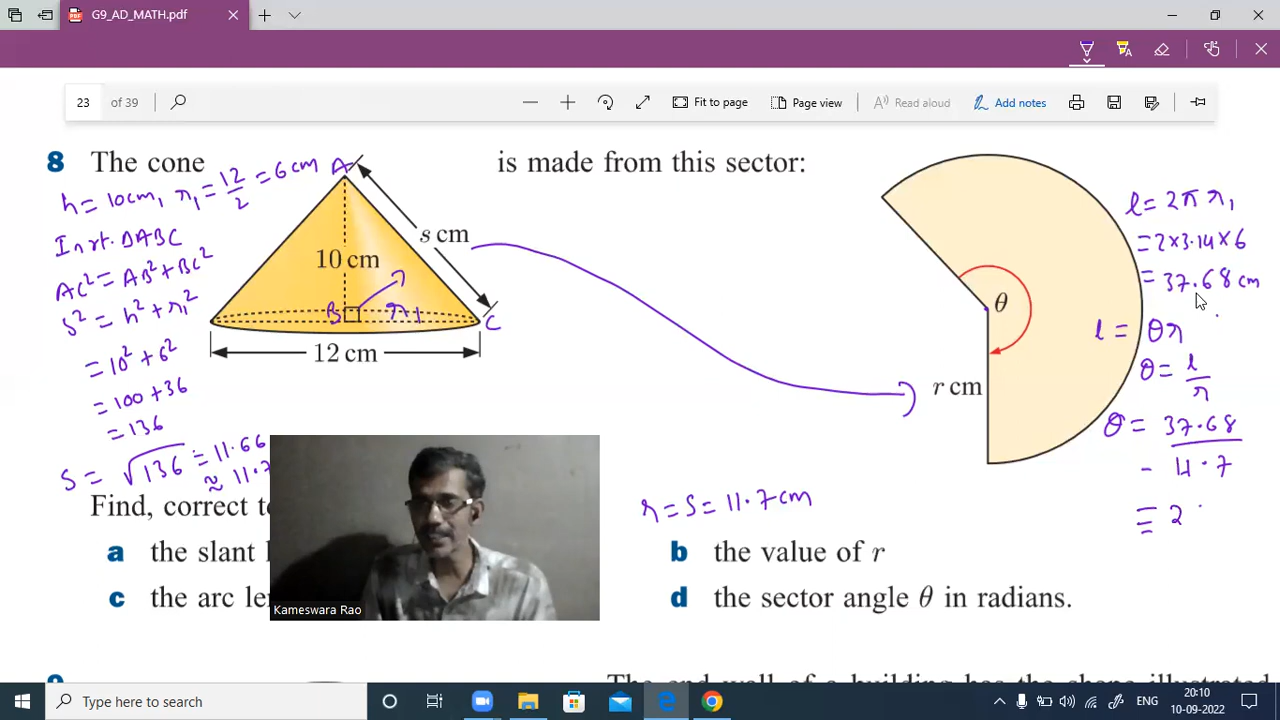 G9_AD_MATH.pdf
23 of 39
Fit to page
Page view
Read aloud
Add notes
8 The cone is made from this sector:
h = 10cm, r₁ = 12/2 = 6cm
In rt. ΔABC
AC² = AB² + BC²
s² = h² + r₁²
= 10² + 6²
= 100 + 36
= 136
S = √136 = 11.66
≈ 11.7
A
B
C
r₁
s cm
10 cm
12 cm
θ
r cm
l = 2π r₁
= 2×3.14×6
= 37.68 cm
l = θr
θ = l/r
θ = 37.68
11.7
= 3
r = S = 11.7cm
Find, correct to
a the slant
b the value of r
c the arc
d the sector angle θ in radians.
Kameswara Rao
Type here to search
ENG
20:10
10-09-2022